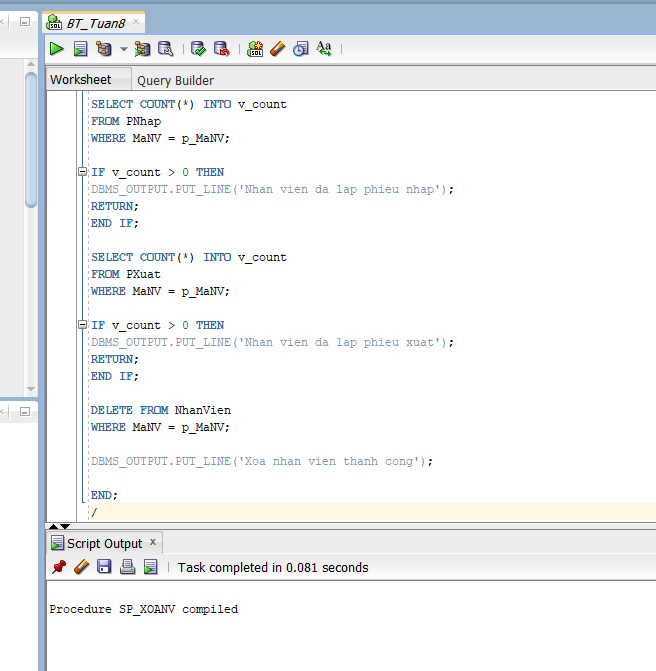 BT_Tuan8
Worksheet Query Builder
SELECT COUNT(*) INTO v_count
FROM PNhap
WHERE MaNV = p_MaNV;
IF v_count > 0 THEN
DBMS_OUTPUT.PUT_LINE('Nhan vien da lap phieu nhap');
RETURN;
END IF;
SELECT COUNT(*) INTO v_count
FROM PXuat
WHERE MaNV = p_MaNV;
IF v_count > 0 THEN
DBMS_OUTPUT.PUT_LINE('Nhan vien da lap phieu xuat');
RETURN;
END IF;
DELETE FROM NhanVien
WHERE MaNV = p_MaNV;
DBMS_OUTPUT.PUT_LINE('Xoa nhan vien thanh cong');
END;
/
Script Output x
Task completed in 0.081 seconds
Procedure SP_XOANV compiled